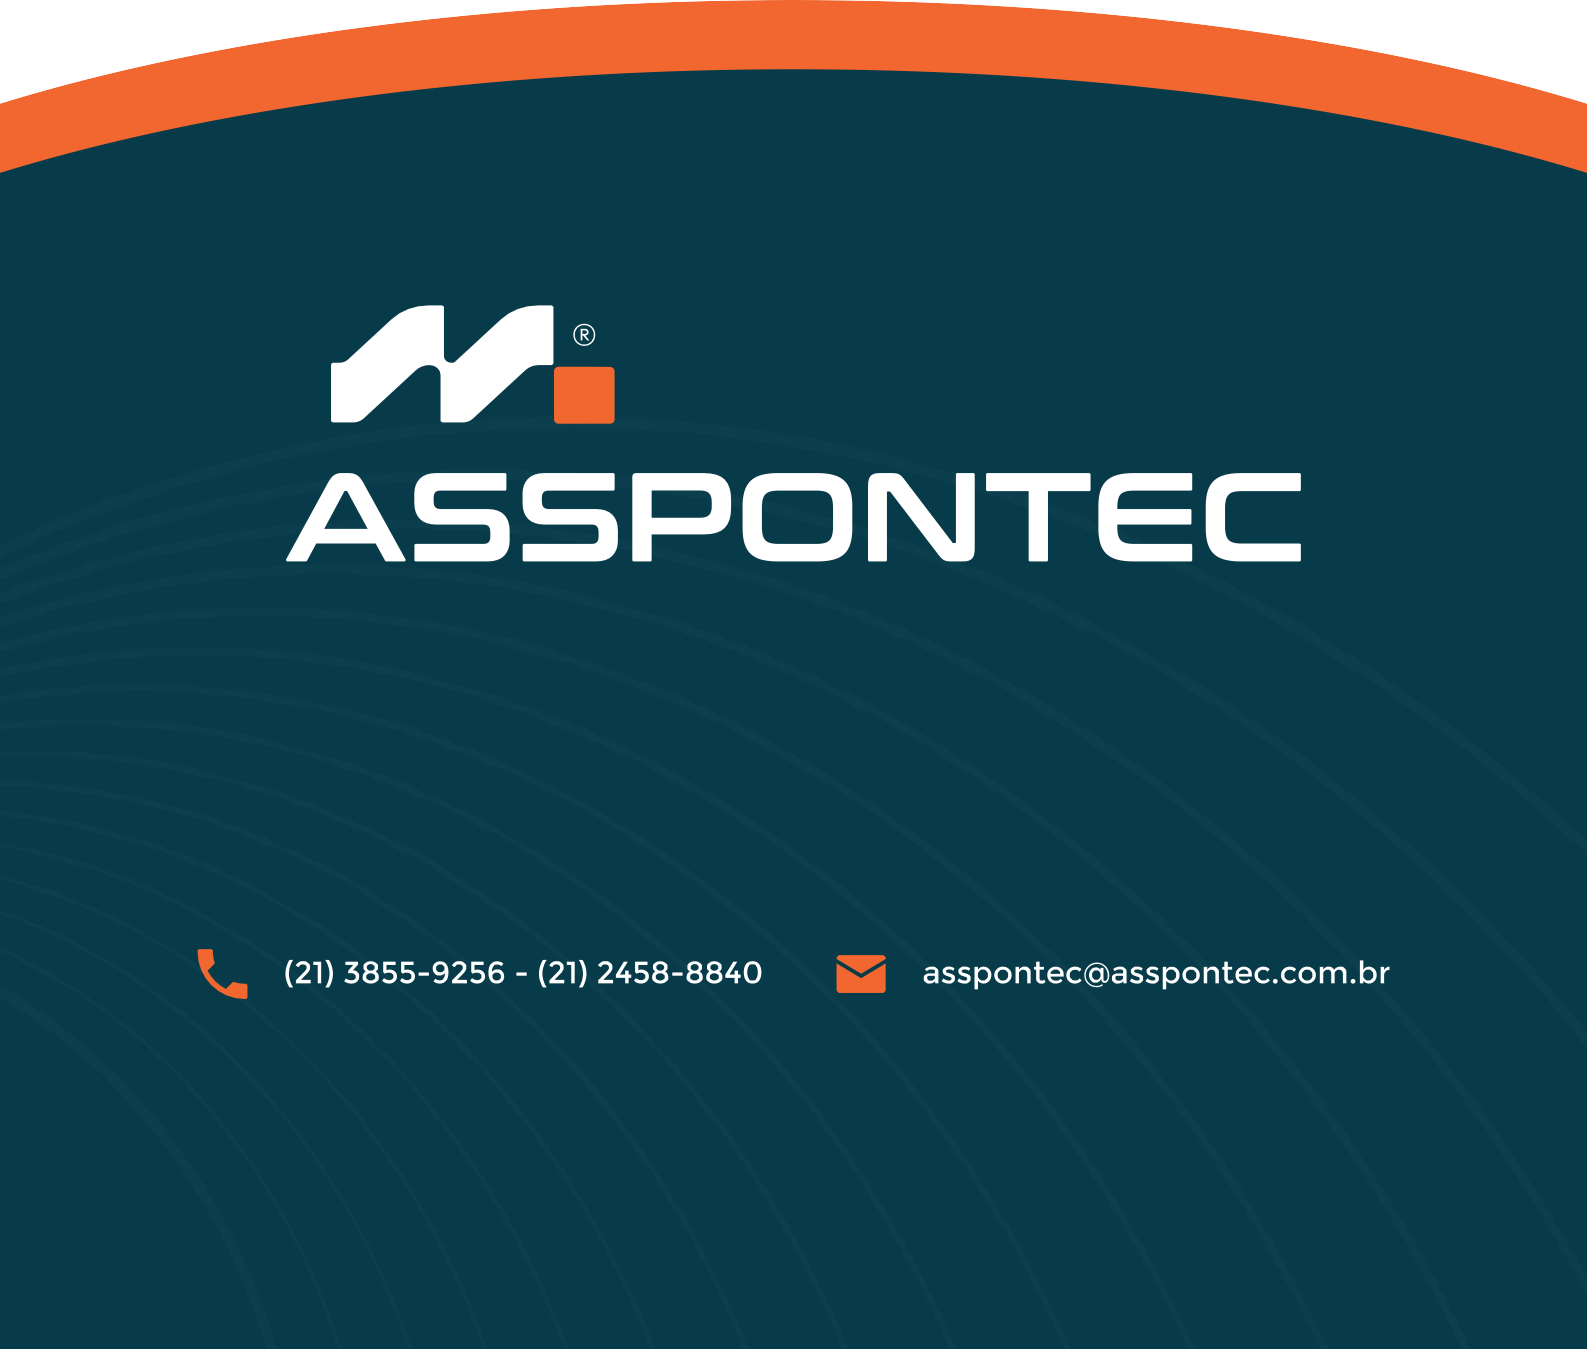 ®
ASSPONTEC
(21) 3855-9256 - (21) 2458-8840
asspontec@asspontec.com.br